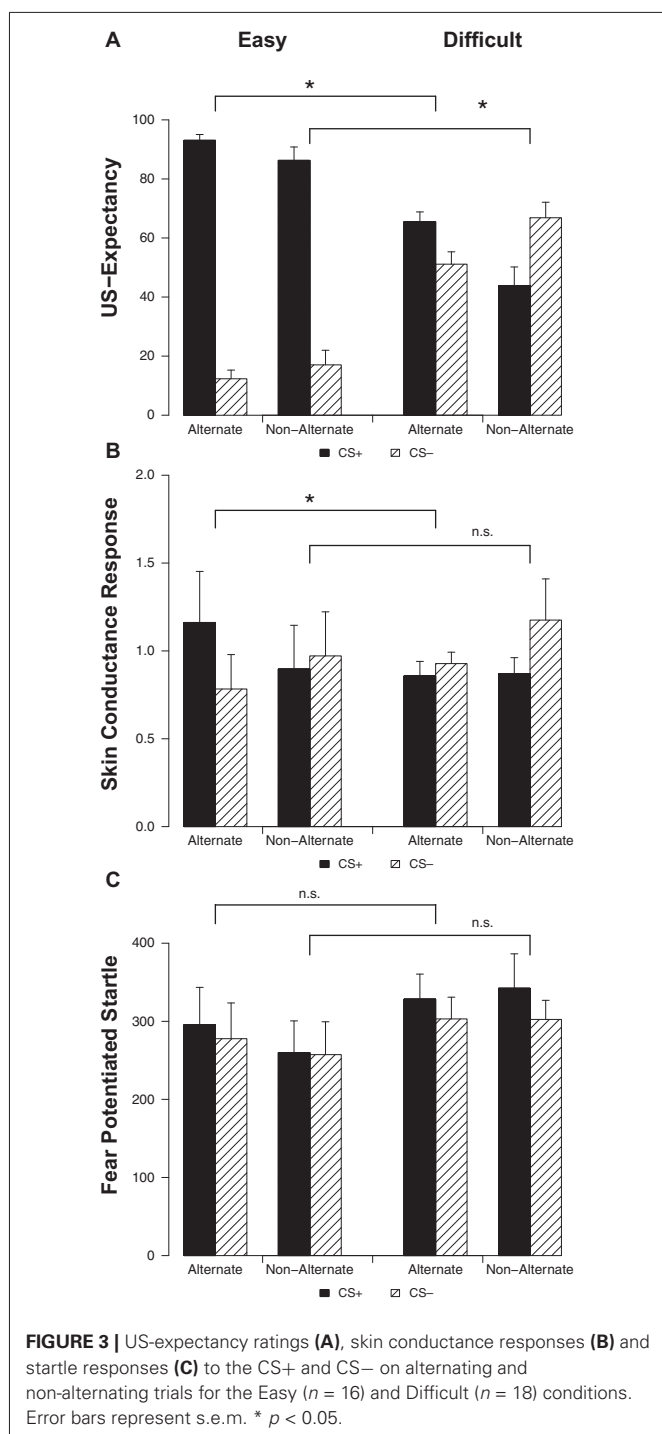 A Easy Difficult
* *
US−Expectancy
100
80
60
40
20
0
Alternate Non−Alternate Alternate Non−Alternate
CS+ CS−
B
Skin Conductance Response
2.0
1.5
1.0
0.5
0.0
*
n.s.
Alternate Non−Alternate Alternate Non−Alternate
CS+ CS−
C
Fear Potentiated Startle
n.s.
n.s.
400
300
200
100
0
Alternate Non−Alternate Alternate Non−Alternate
CS+ CS−
FIGURE 3 | US-expectancy ratings (A), skin conductance responses (B) and
startle responses (C) to the CS+ and CS− on alternating and
non-alternating trials for the Easy (n = 16) and Difficult (n = 18) conditions.
Error bars represent s.e.m. * p < 0.05.